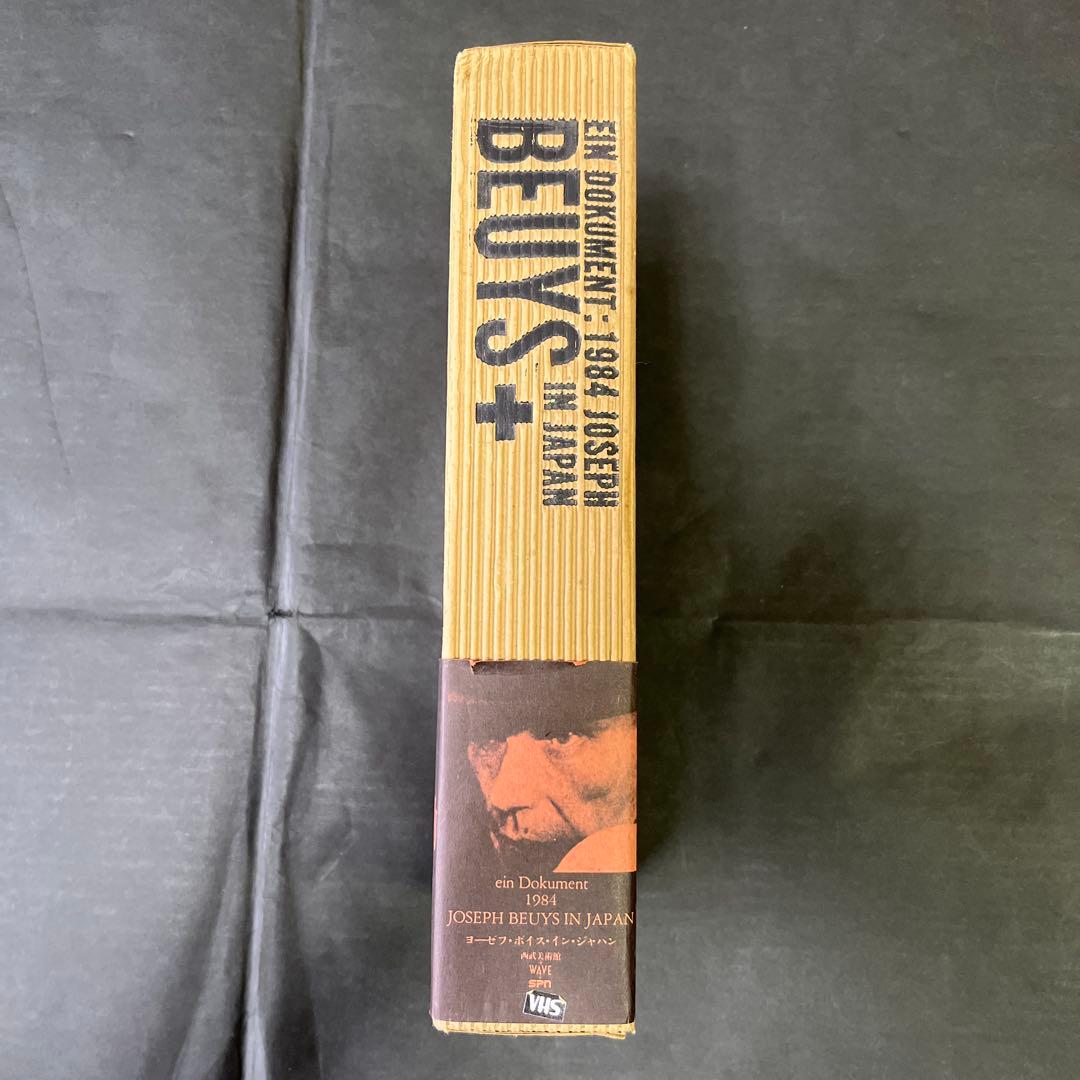 EIN DOKUMENT; 1984 JOSEPH
BEUYS IN JAPAN
+
ein Dokument
1984
JOSEPH BEUYS IN JAPAN
ヨーゼフ・ボイス・イン・ジャパン
西武美術館
+
WAVE
+
SPN
VHS